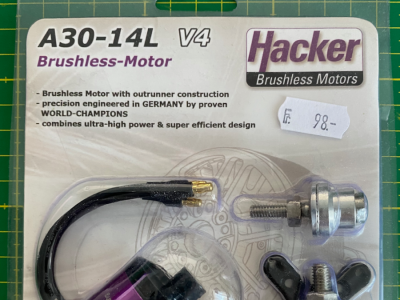 A30-14L V4
Brushless-Motor
Hacker
Brushless Motors
- Brushless Motor with outrunner construction
- precision engineered in GERMANY by proven
WORLD-CHAMPIONS
- combines ultra-high power & super efficient design
98.-